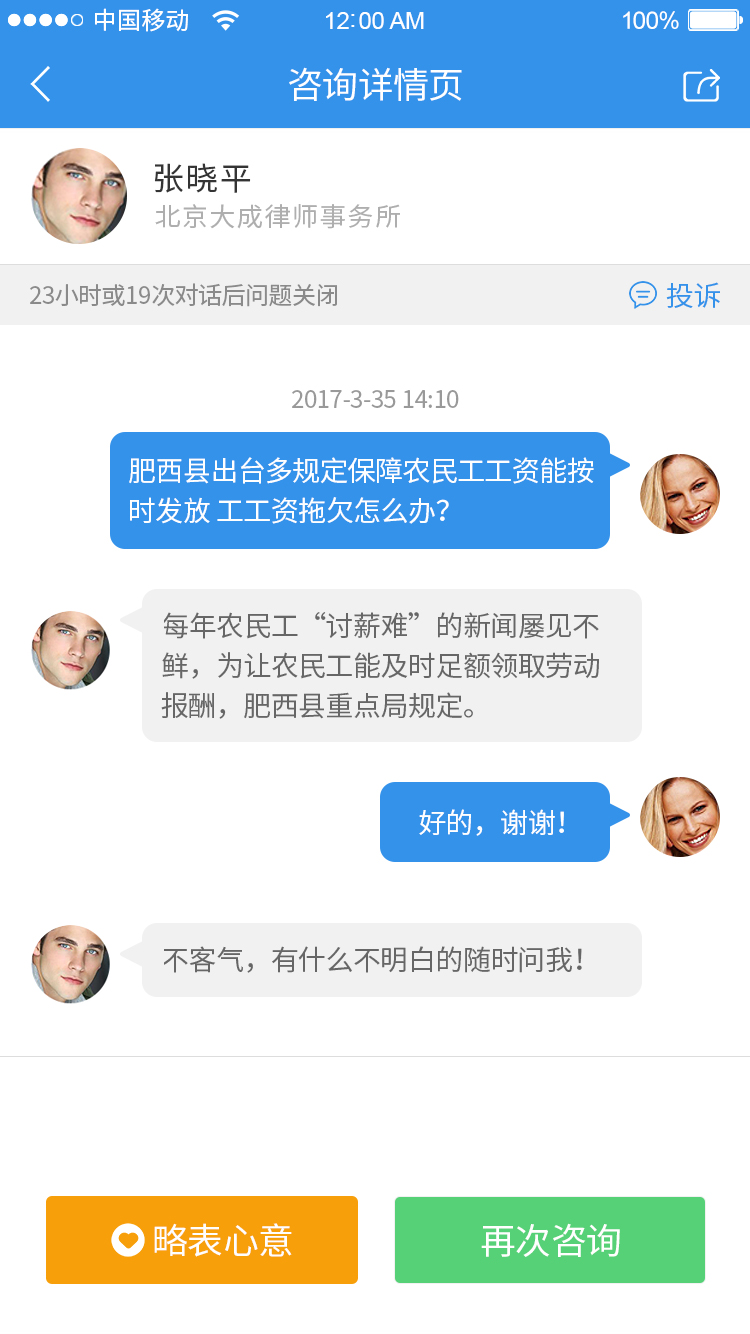 中国移动 12:00 AM 100%
咨询详情页
张晓平
北京大成律师事务所
23小时或19次对话后问题关闭 投诉
2017-3-35 14:10
肥西县出台多规定保障农民工工资能按
时发放 工工资拖欠怎么办?
每年农民工“讨薪难”的新闻屡见不
鲜，为让农民工能及时足额领取劳动
报酬，肥西县重点局规定。
好的，谢谢！
不客气，有什么不明白的随时问我！
略表心意 再次咨询